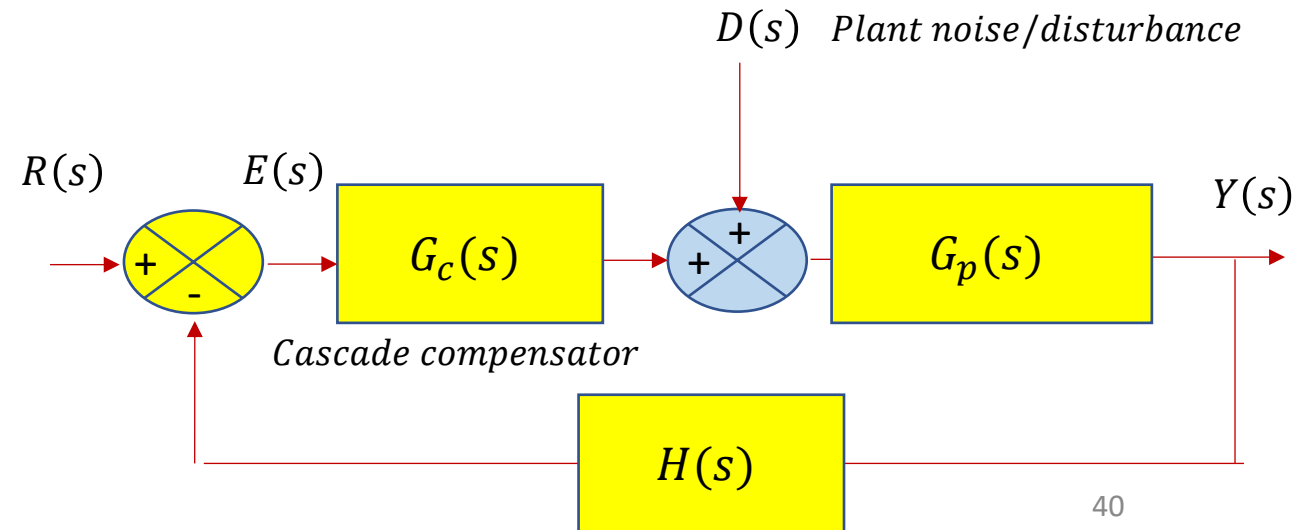 D(s) Plant noise/disturbance
R(s)
E(s)
Y(s)
+
-
G_c(s)
+
+
G_p(s)
Cascade compensator
H(s)
40